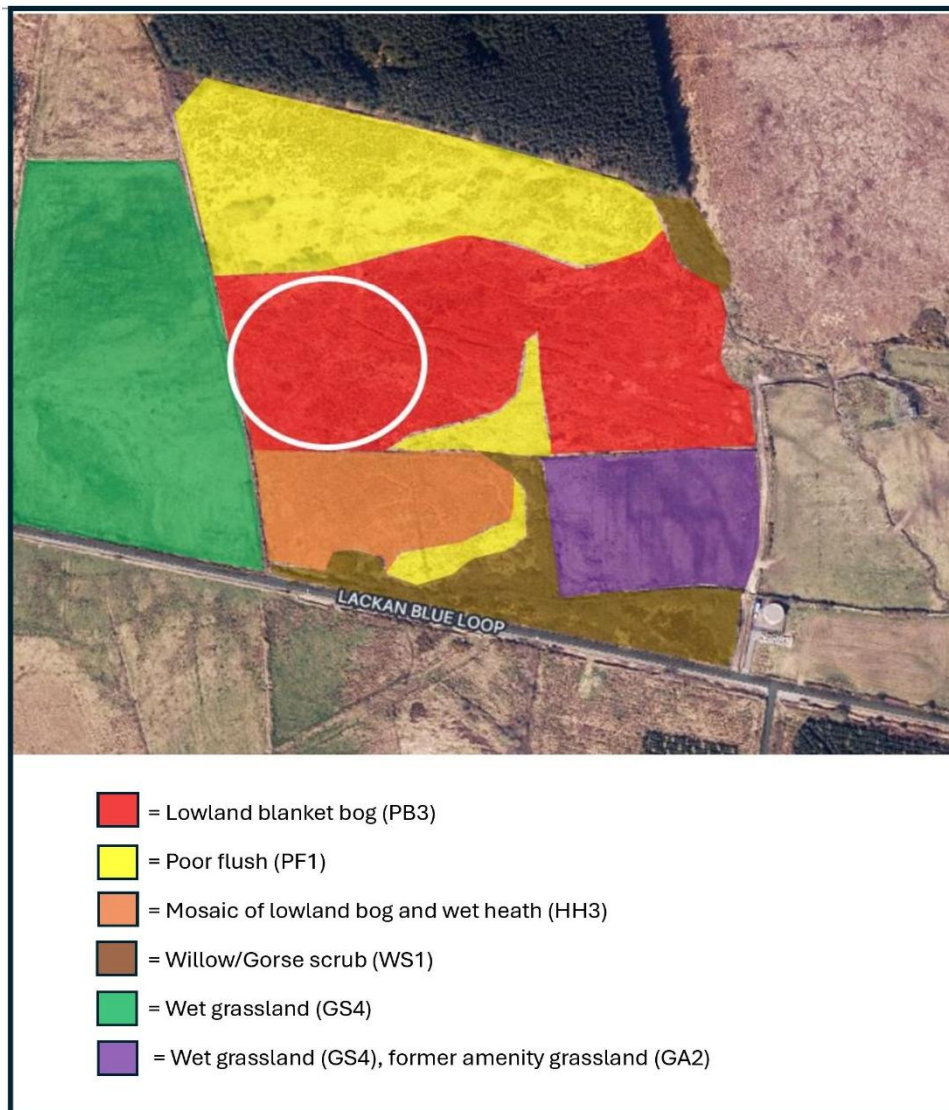 LACKAN BLUE LOOP
= Lowland blanket bog (PB3)
= Poor flush (PF1)
= Mosaic of lowland bog and wet heath (HH3)
= Willow/Gorse scrub (WS1)
= Wet grassland (GS4)
= Wet grassland (GS4), former amenity grassland (GA2)